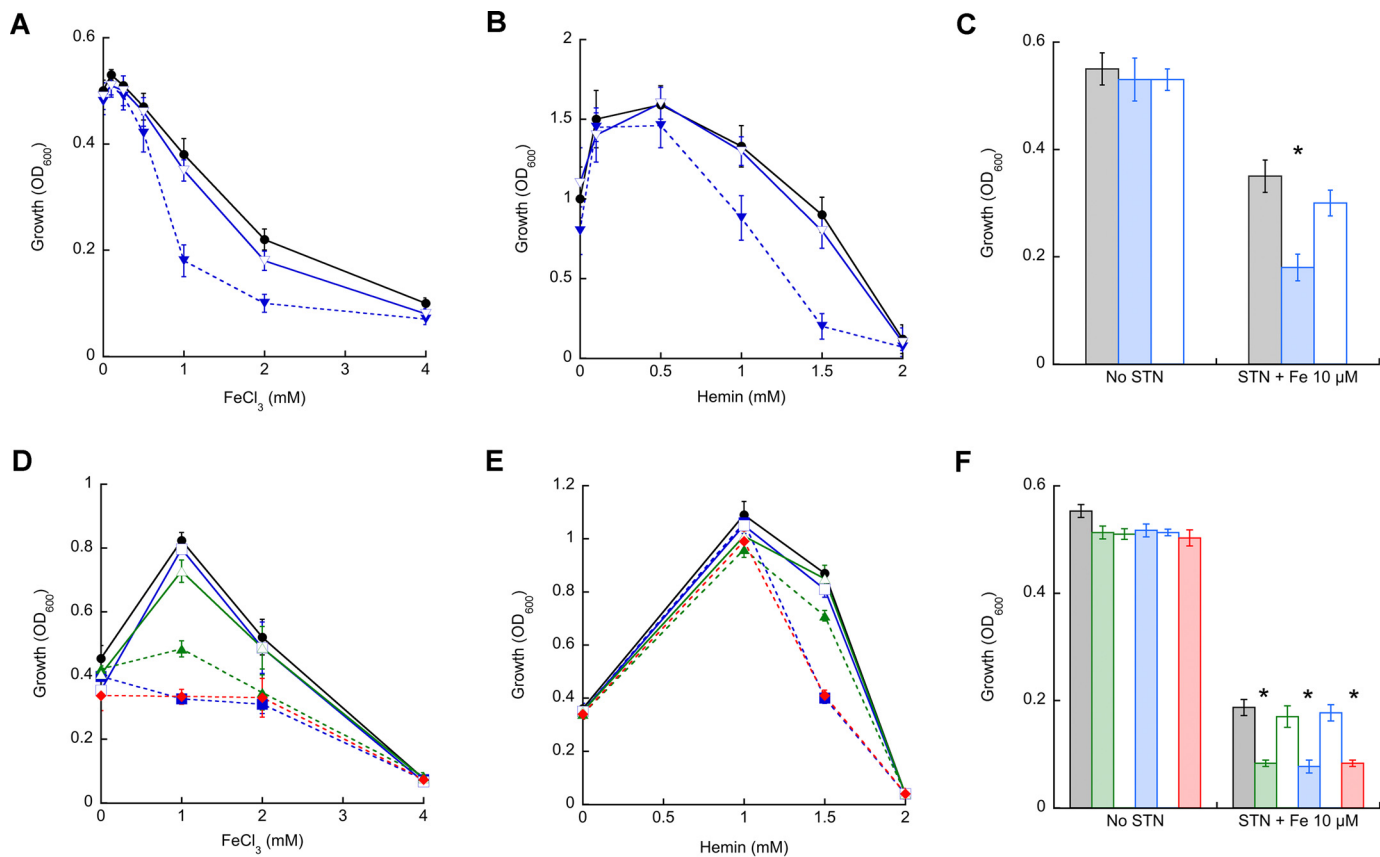 A
Growth (OD600)
0.6
0.4
0.2
0
0 1 2 3 4
FeCl3 (mM)
B
Growth (OD600)
2
1.5
1
0.5
0
0 0.5 1 1.5 2
Hemin (mM)
C
Growth (OD600)
0.6
0.4
0.2
0
*
No STN STN + Fe 10 µM
D
Growth (OD600)
1
0.8
0.6
0.4
0.2
0
0 1 2 3 4
FeCl3 (mM)
E
Growth (OD600)
1.2
1
0.8
0.6
0.4
0.2
0
0 0.5 1 1.5 2
Hemin (mM)
F
Growth (OD600)
0.6
0.4
0.2
0
* * *
No STN STN + Fe 10 µM